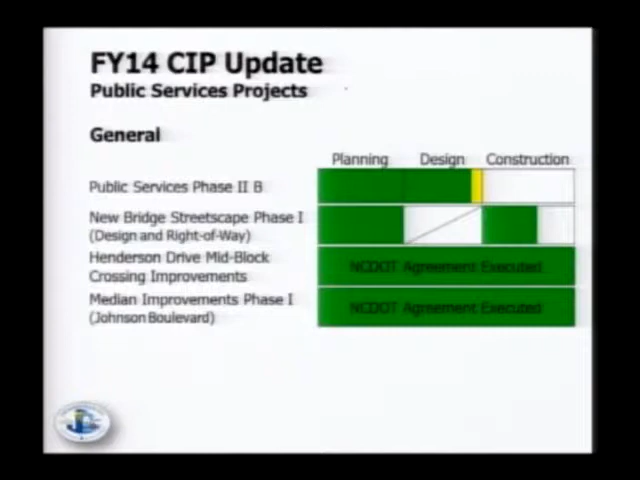 FY14 CIP Update
Public Services Projects
General
Planning Design Construction
Public Services Phase II B
New Bridge Streetscape Phase I
(Design and Right-of-Way)
Henderson Drive Mid-Block
Crossing Improvements
NCDOT Agreement Executed
Median Improvements Phase I
(Johnson Boulevard)
NCDOT Agreement Executed